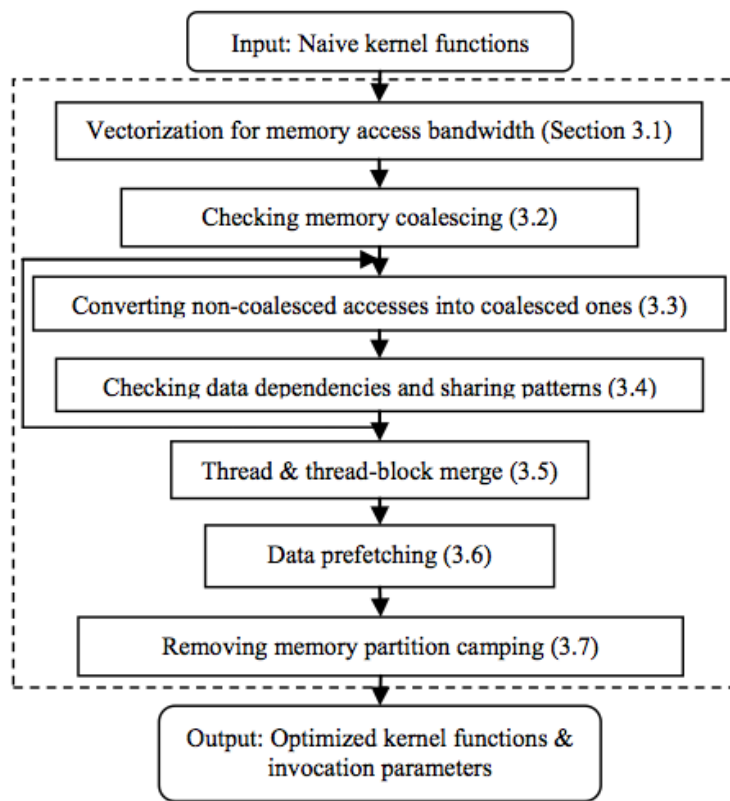 Input: Naive kernel functions
Vectorization for memory access bandwidth (Section 3.1)
Checking memory coalescing (3.2)
Converting non-coalesced accesses into coalesced ones (3.3)
Checking data dependencies and sharing patterns (3.4)
Thread & thread-block merge (3.5)
Data prefetching (3.6)
Removing memory partition camping (3.7)
Output: Optimized kernel functions &
invocation parameters